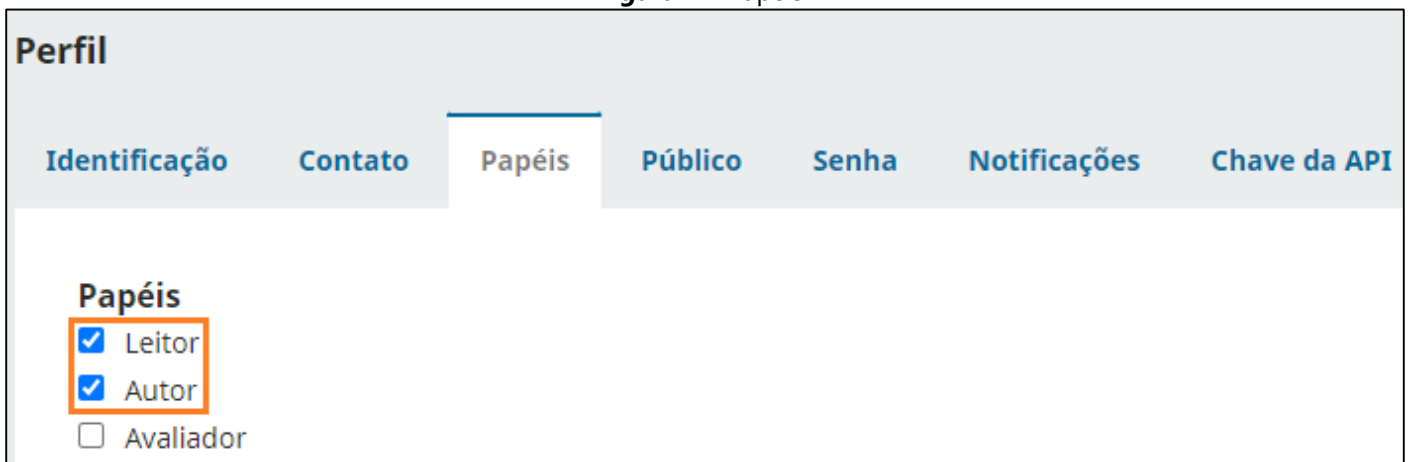 Perfil
Identificação Contato Papéis Público Senha Notificações Chave da API
Papéis
Leitor
Autor
Avaliador